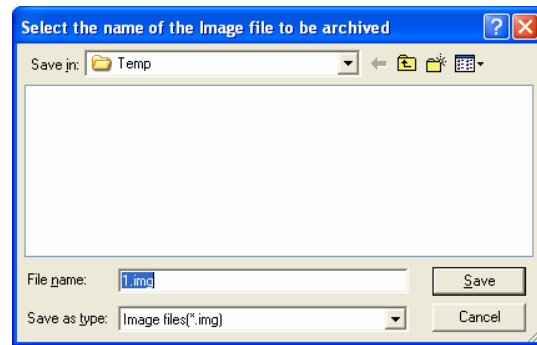 Select the name of the Image file to be archived
Save in: Temp
File name: 1.img
Save
Save as type: Image files(*.img)
Cancel